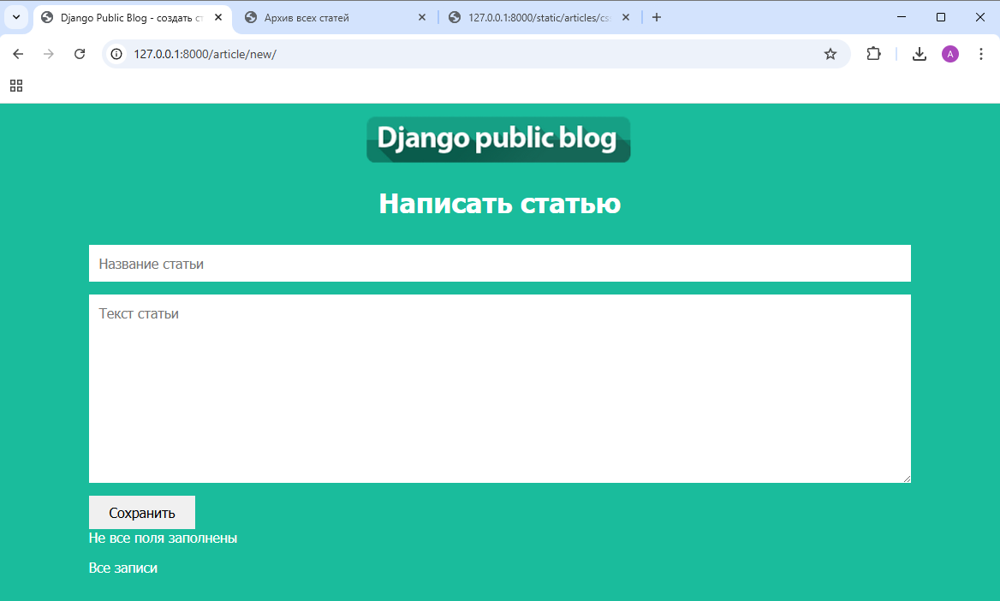 Django Public Blog - создать ст
Архив всех статей
127.0.0.1:8000/static/articles/css
127.0.0.1:8000/article/new/
A
Django public blog
Написать статью
Название статьи
Текст статьи
Сохранить
Не все поля заполнены
Все записи